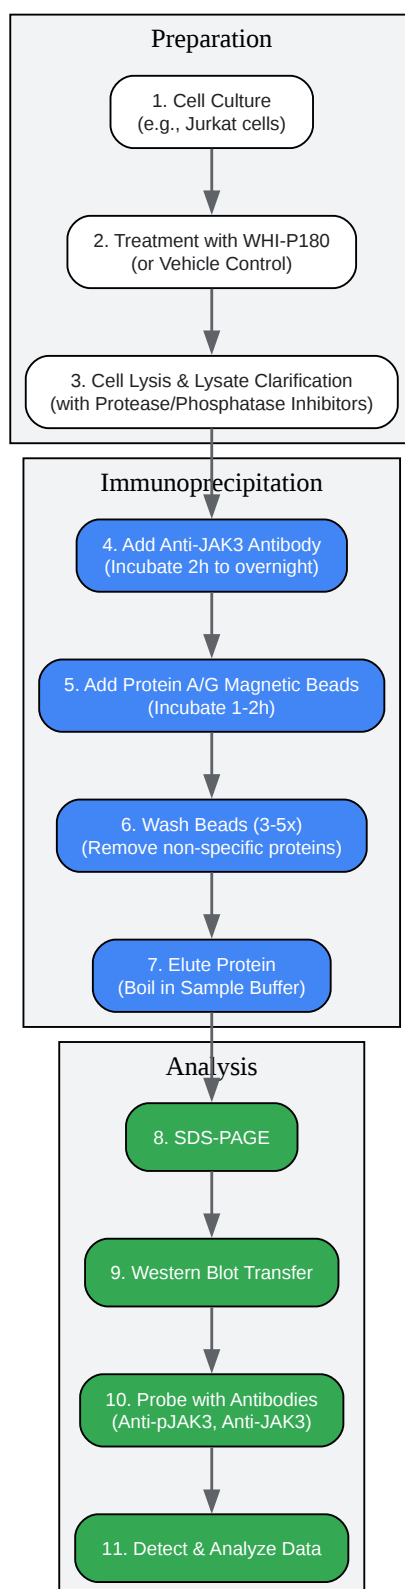 Preparation
1. Cell Culture
(e.g., Jurkat cells)
2. Treatment with WHI-P180
(or Vehicle Control)
3. Cell Lysis & Lysate Clarification
(with Protease/Phosphatase Inhibitors)
Immunoprecipitation
4. Add Anti-JAK3 Antibody
(Incubate 2h to overnight)
5. Add Protein A/G Magnetic Beads
(Incubate 1-2h)
6. Wash Beads (3-5x)
(Remove non-specific proteins)
7. Elute Protein
(Boil in Sample Buffer)
Analysis
8. SDS-PAGE
9. Western Blot Transfer
10. Probe with Antibodies
(Anti-pJAK3, Anti-JAK3)
11. Detect & Analyze Data